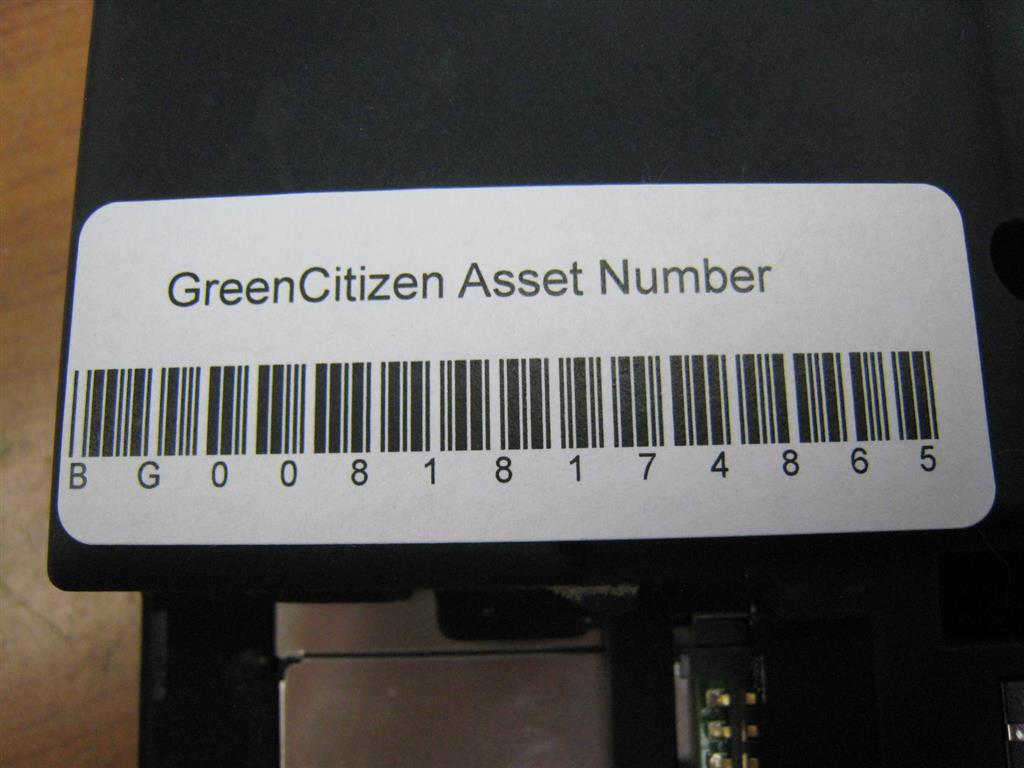 GreenCitizen Asset Number
B G 0 0 8 1 8 1 7 4 8 6 5